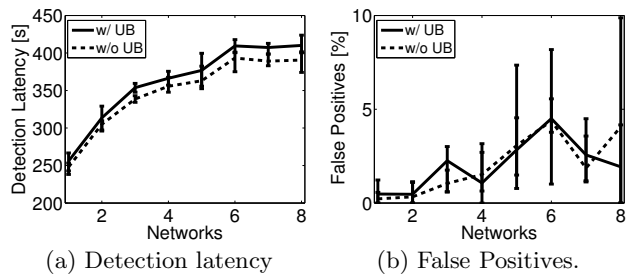 450
400
350
300
250
200
Detection Latency [s]
w/ UB
w/o UB
2 4 6 8
Networks
(a) Detection latency
10
5
0
False Positives [%]
w/ UB
w/o UB
2 4 6 8
Networks
(b) False Positives.